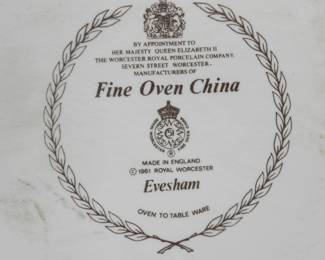 BY APPOINTMENT TO
HER MAJESTY QUEEN ELIZABETH II
THE WORCESTER ROYAL PORCELAIN COMPANY.
SEVERN STREET WORCESTER.
MANUFACTURERS OF
Fine Oven China
MADE IN ENGLAND
© 1961 ROYAL WORCESTER
Evesham
OVEN TO TABLE WARE